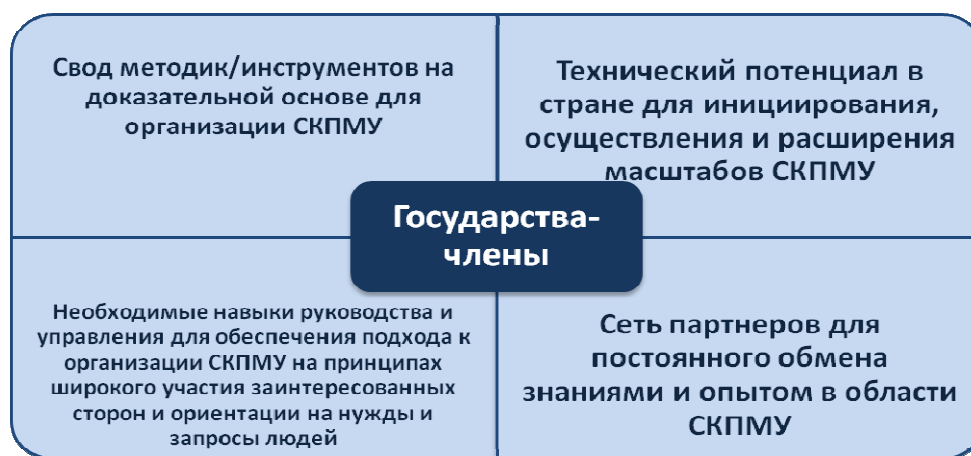 Свод методик/инструментов на
доказательной основе для
организации СКПМУ
Технический потенциал в
стране для инициирования,
осуществления и расширения
масштабов СКПМУ
Государства-
члены
Необходимые навыки руководства и
управления для обеспечения подхода к
организации СКПМУ на принципах
широкого участия заинтересованных
сторон и ориентации на нужды и
запросы людей
Сеть партнеров для
постоянного обмена
знаниями и опытом в области
СКПМУ